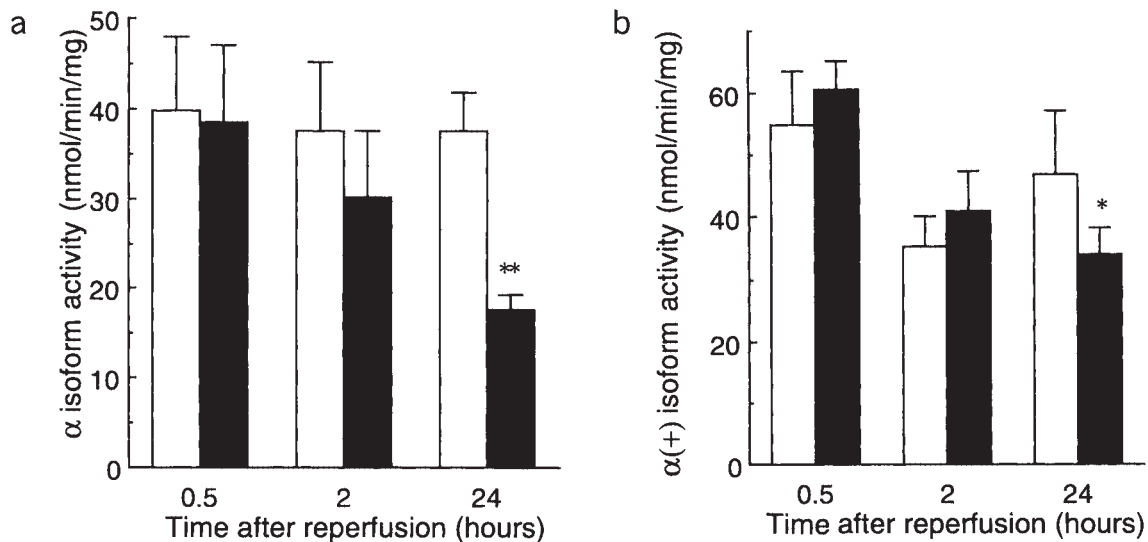 a
α isoform activity (nmol/min/mg)
50
40
30
20
10
0
**
0.5 2 24
Time after reperfusion (hours)
b
α(+) isoform activity (nmol/min/mg)
60
40
20
0
*
0.5 2 24
Time after reperfusion (hours)